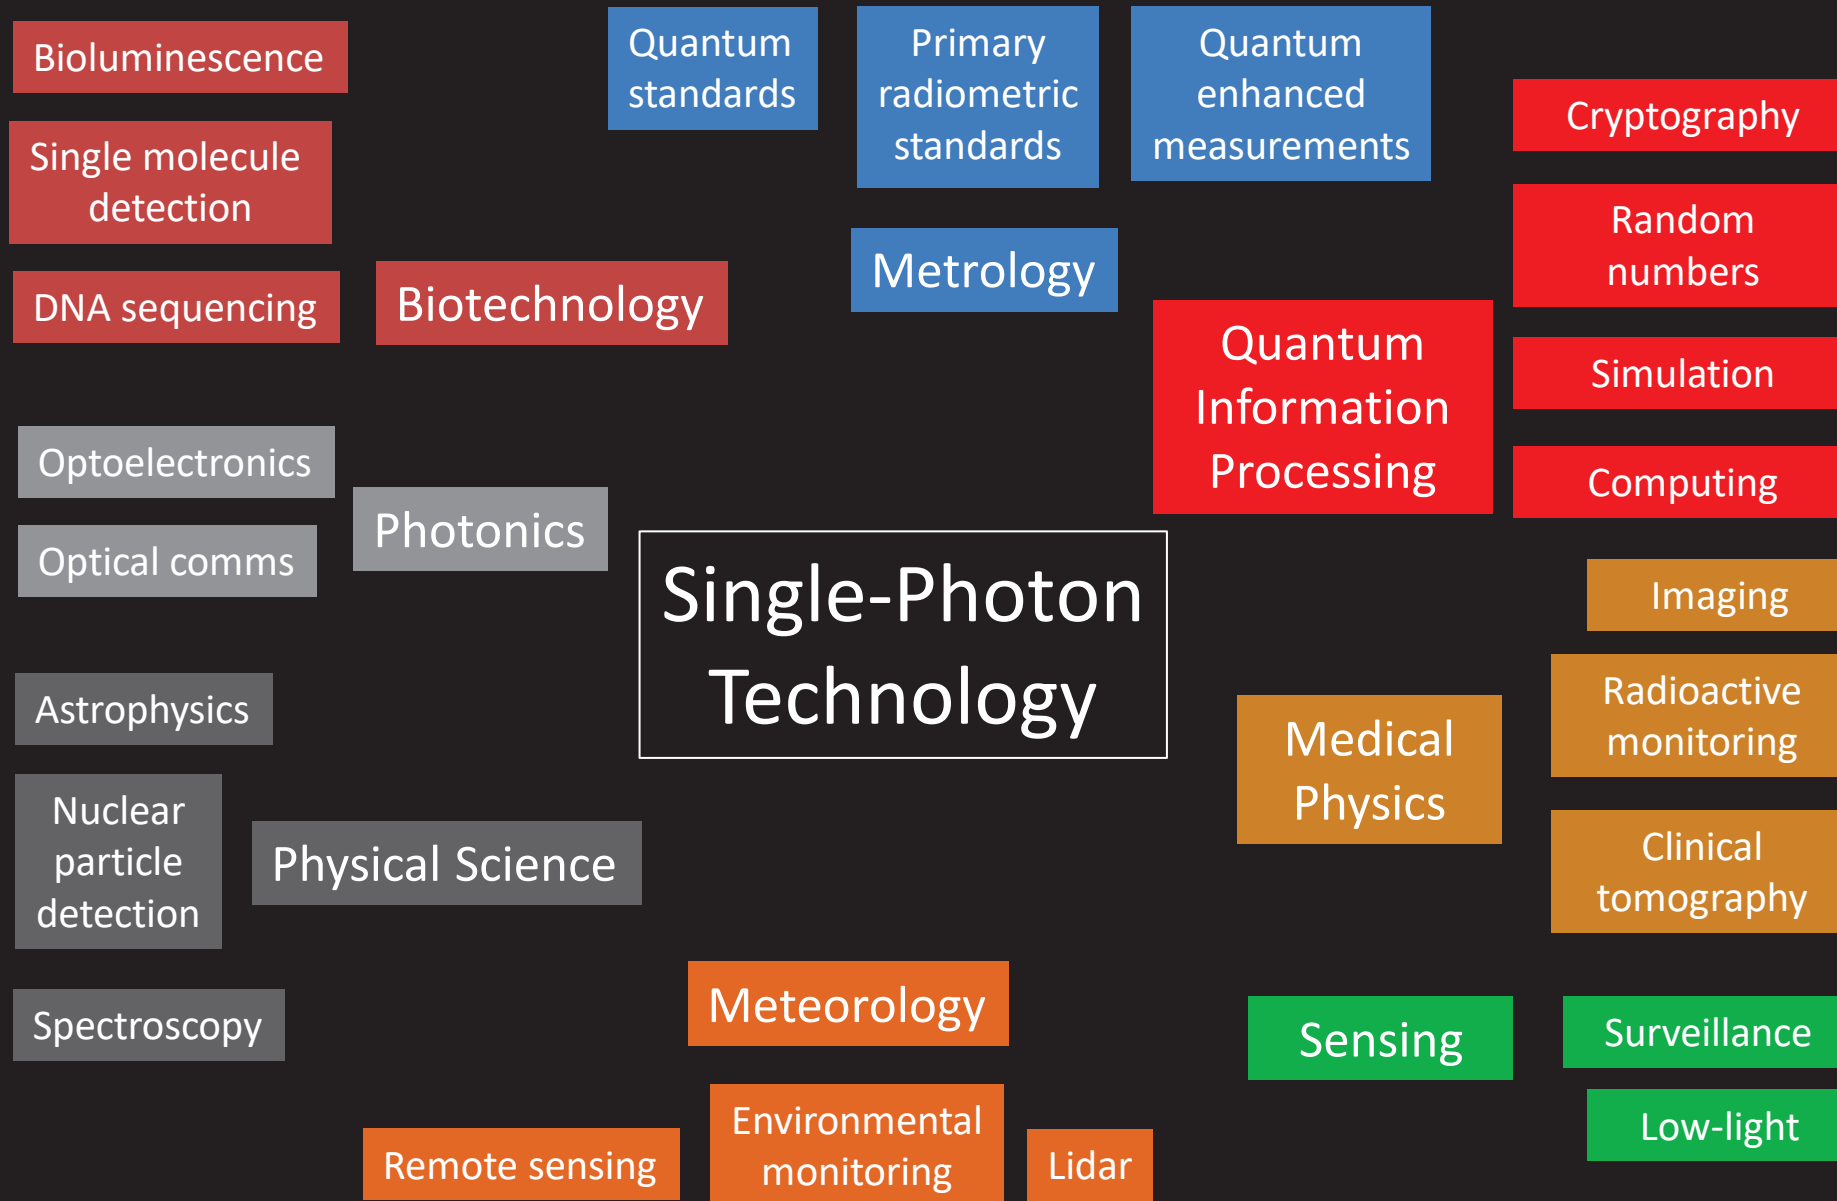 Bioluminescence
Single molecule
detection
DNA sequencing
Biotechnology
Quantum
standards
Primary
radiometric
standards
Quantum
enhanced
measurements
Metrology
Cryptography
Random
numbers
Simulation
Computing
Quantum
Information
Processing
Optoelectronics
Optical comms
Photonics
Single-Photon
Technology
Imaging
Radioactive
monitoring
Clinical
tomography
Medical
Physics
Astrophysics
Nuclear
particle
detection
Spectroscopy
Physical Science
Meteorology
Remote sensing
Environmental
monitoring
Lidar
Sensing
Surveillance
Low-light